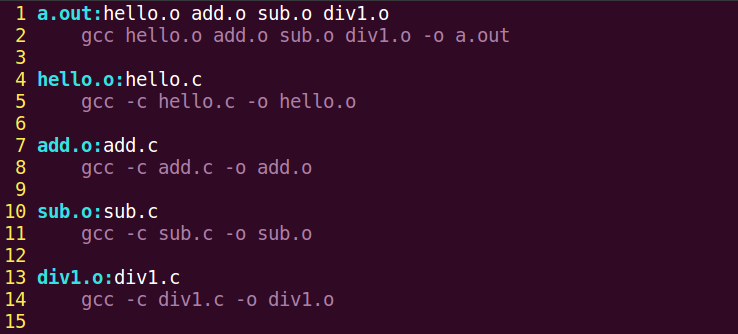 1 a.out:hello.o add.o sub.o div1.o
2     gcc hello.o add.o sub.o div1.o -o a.out
3
4 hello.o:hello.c
5     gcc -c hello.c -o hello.o
6
7 add.o:add.c
8     gcc -c add.c -o add.o
9
10 sub.o:sub.c
11     gcc -c sub.c -o sub.o
12
13 div1.o:div1.c
14     gcc -c div1.c -o div1.o
15